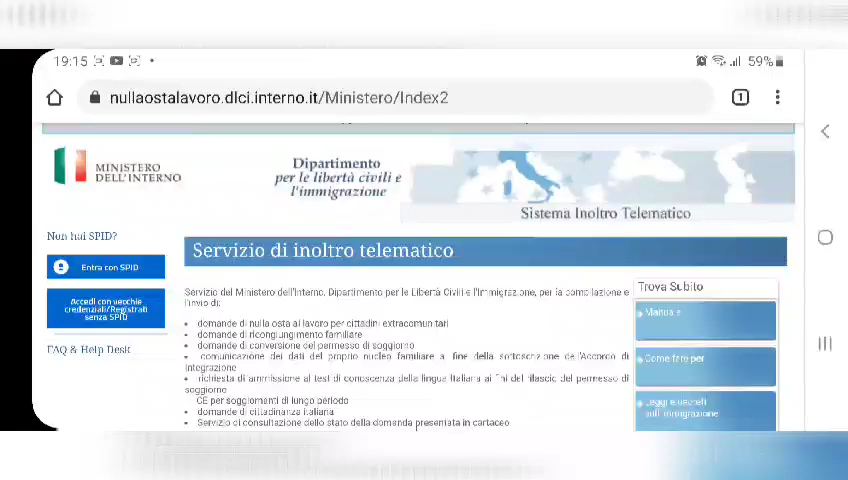 19:15
59%
nullaostalavoro.dlci.interno.it/Ministero/Index2
1
MINISTERO
DELL'INTERNO
Dipartimento
per le libertà civili e
l'immigrazione
Sistema Inoltro Telematico
Non hai SPID?
Entra con SPID
Accedi con vecchie
credenziali/Registrati
senza SPID
FAQ & Help Desk
Servizio di inoltro telematico
Servizio del Ministero dell'Interno, Dipartimento per le Libertà Civili e l'Immigrazione, per la compilazione e
l'invio di:
• domande di nulla osta al lavoro per cittadini extracomunitari
• domande di ricongiungimento familiare
• domande di conversione del permesso di soggiorno
• comunicazione dei dati del proprio nucleo familiare a fine della sottoscrizione dell'Accordo di
Integrazione
• richiesta di ammissione al test di conoscenza della lingua Italiana ai fini del rilascio del permesso di
soggiorno
CE per soggiornanti di lungo periodo
• domande di cittadinanza italiana
• Servizio di consultazione dello stato della domanda presentata in cartaceo
Trova Subito
Manuale
Come fare per
Leggi e decreti
sull'immigrazione